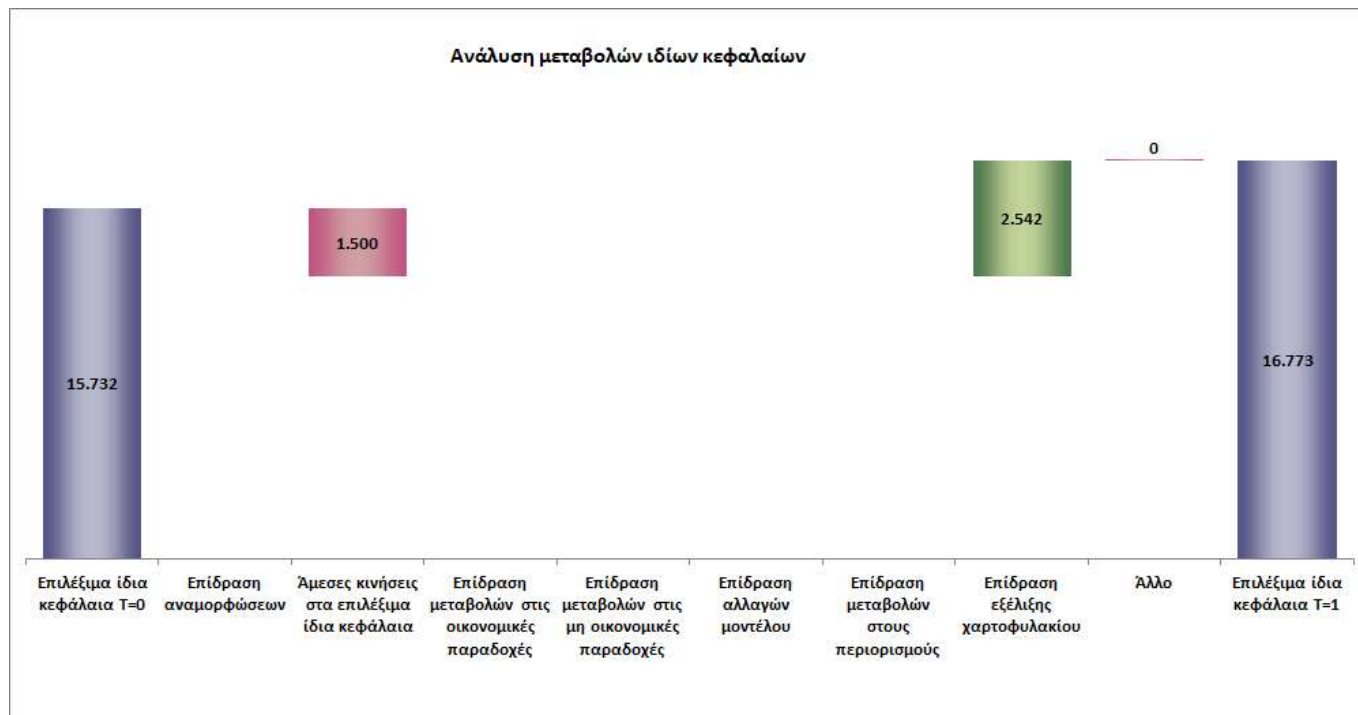 Ανάλυση μεταβολών ιδίων κεφαλαίων
0
2.542
1.500
15.732
16.773
Επιλέξιμα ίδια
κεφάλαια Τ=0
Επίδραση
αναμορφώσεων
Άμεσες κινήσεις
στα επιλέξιμα
ίδια κεφάλαια
Επίδραση
μεταβολών στις
οικονομικές
παραδοχές
Επίδραση
μεταβολών στις
μη οικονομικές
παραδοχές
Επίδραση
αλλαγών
μοντέλου
Επίδραση
μεταβολών
στους
περιορισμούς
Επίδραση
εξέλιξης
χαρτοφυλακίου
Άλλο
Επιλέξιμα ίδια
κεφάλαια Τ=1